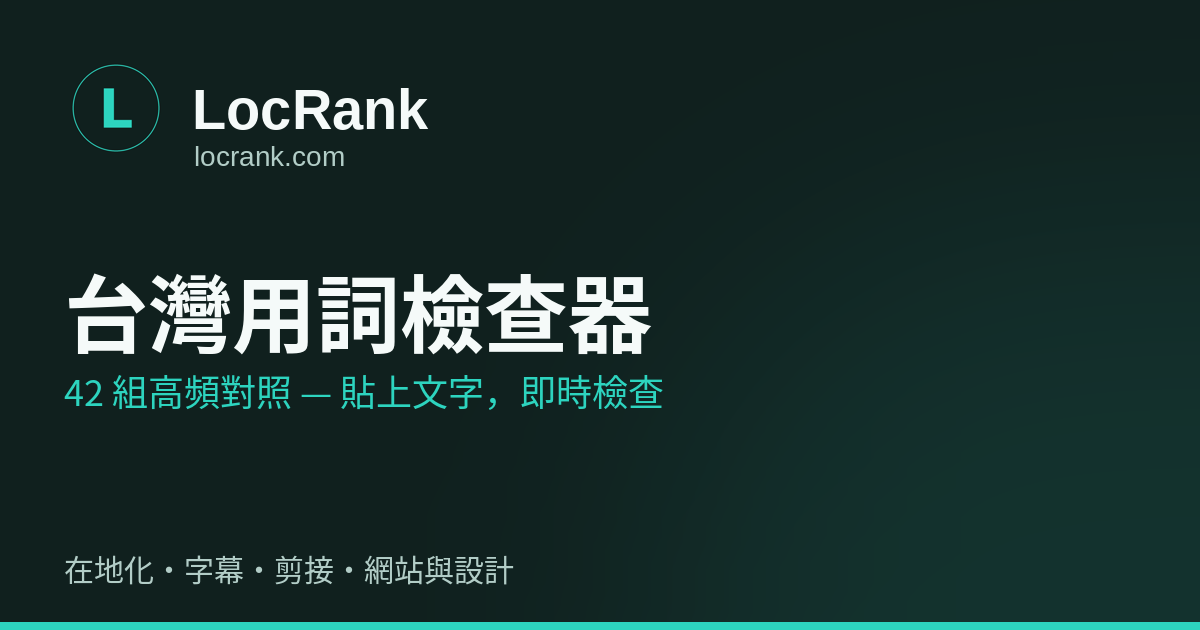 L
LocRank
locrank.com
台灣用詞檢查器
42 組高頻對照 — 貼上文字，即時檢查
在地化・字幕・剪接・網站與設計